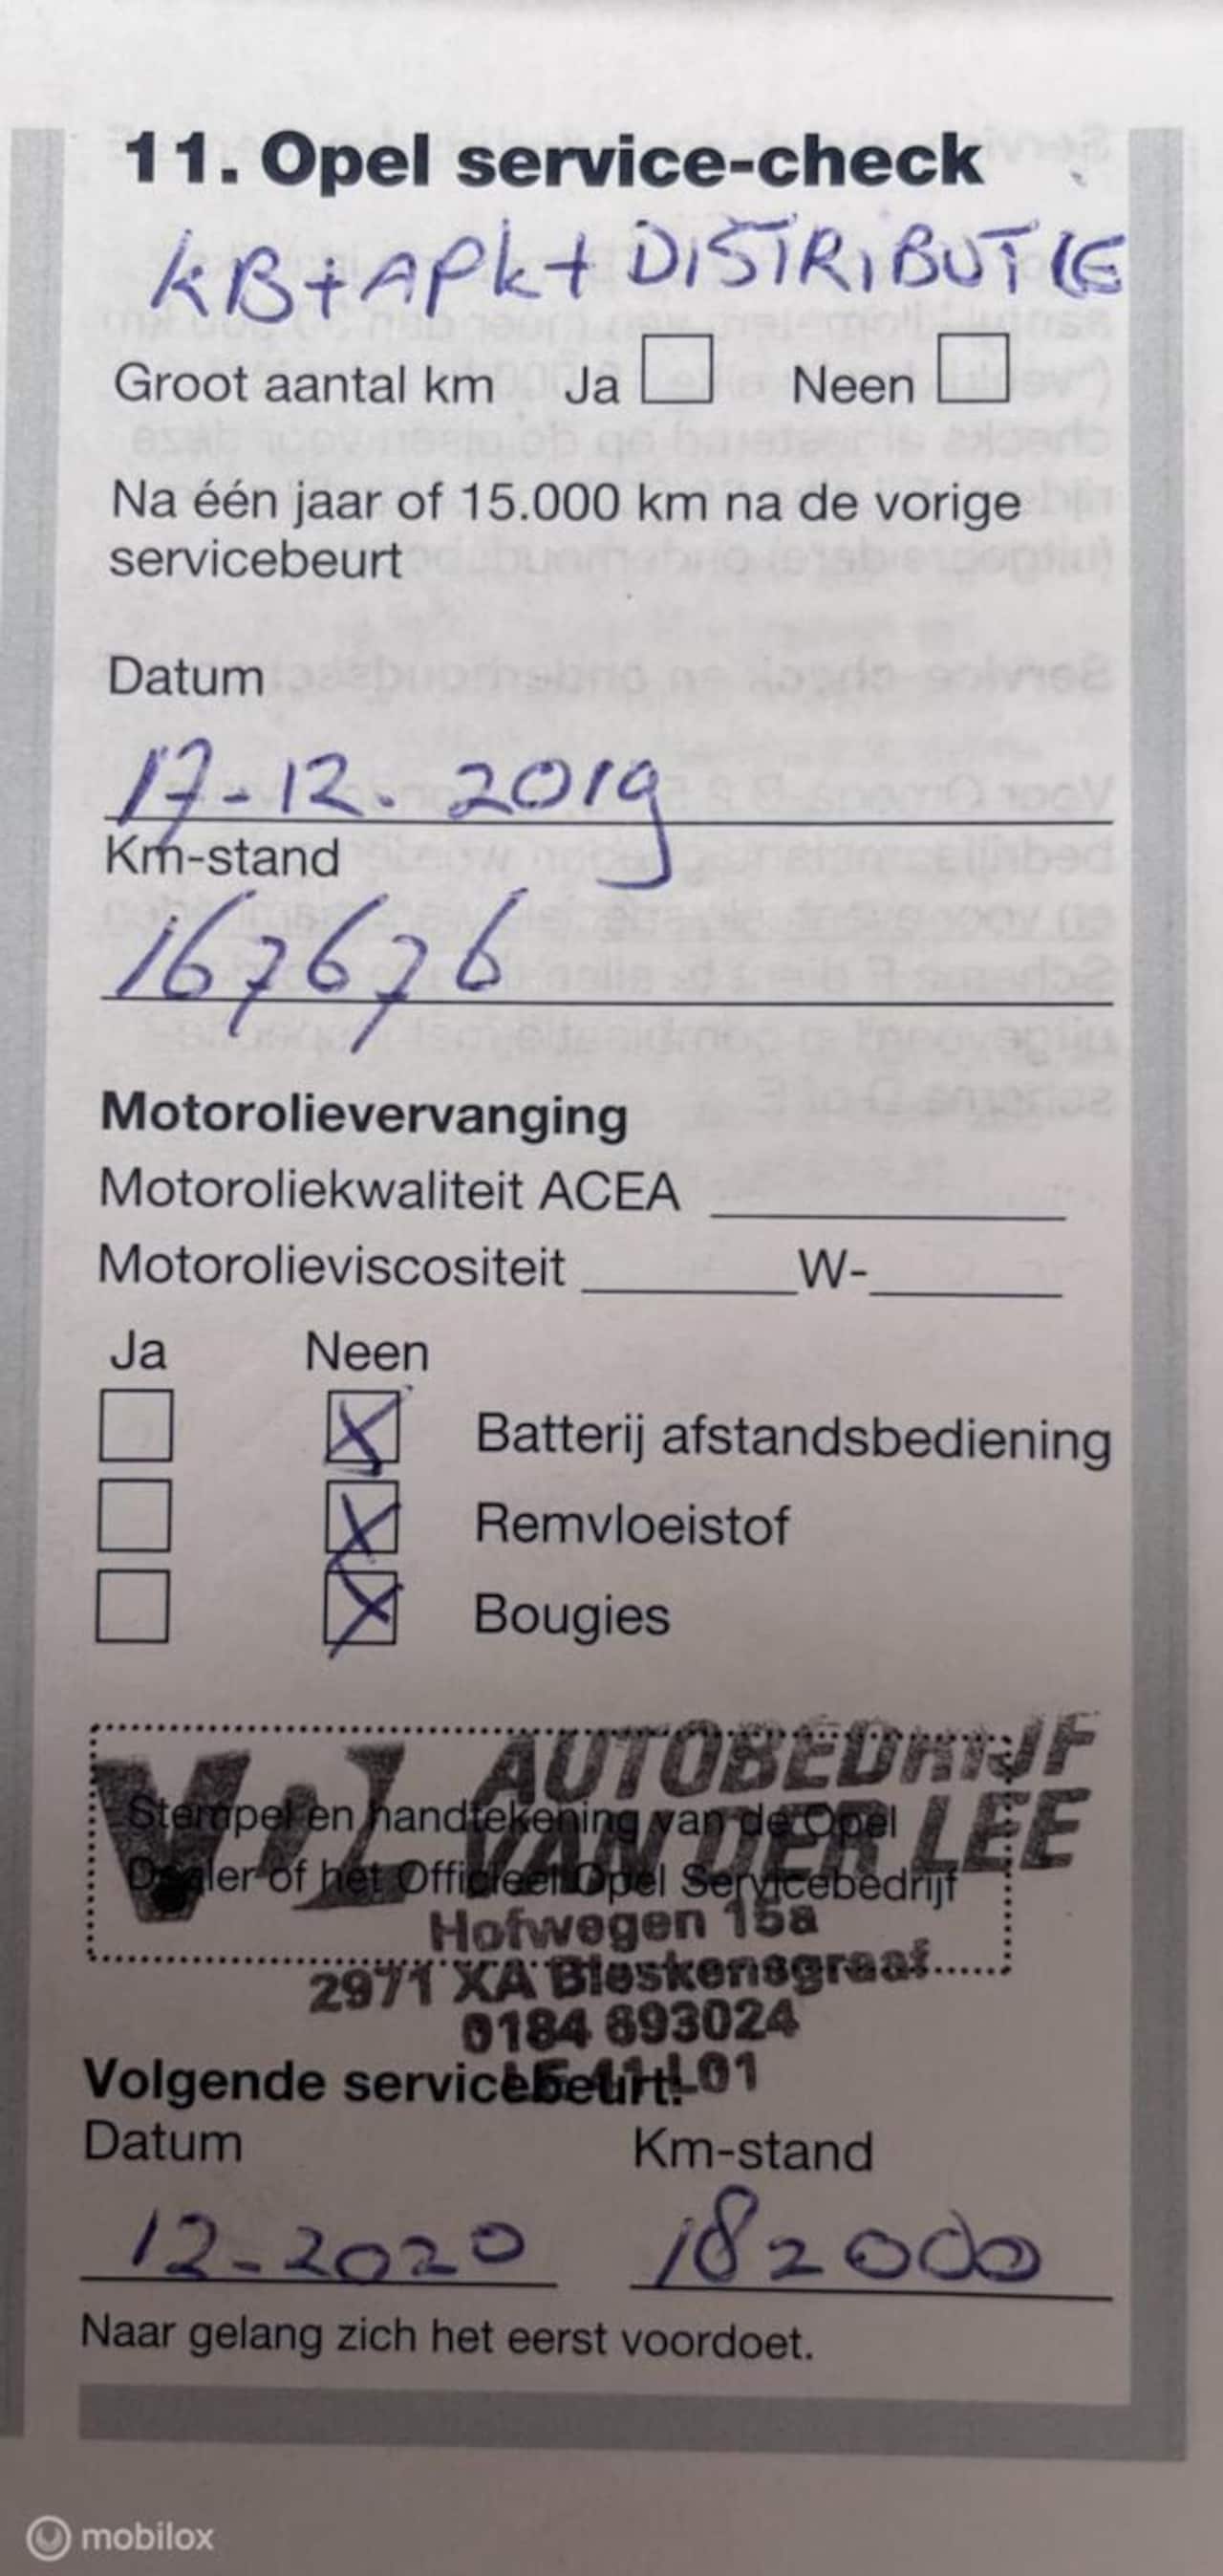 11. Opel service-check
KB+APK+ DISTRIBUTIE
Groot aantal km Ja Neen
Na één jaar of 15.000 km na de vorige
servicebeurt
Datum
17-12-2019
Km-stand
167676
Motorolievervanging
Motoroliekwaliteit ACEA
Motorolieviscositeit W-
Ja Neen
Batterij afstandsbediening
Remvloeistof
Bougies
AUTOBEDRIJF
VAN DER LEE
Stempel en handtekening van de Opel
Dealer of het Officieel Opel Servicebedrijf
Hofwegen 15a
2971 XA Bleskensgraaf
0184 693024
Volgende servicebeurt:
Datum Km-stand
12-2020 182000
Naar gelang zich het eerst voordoet.
mobilox